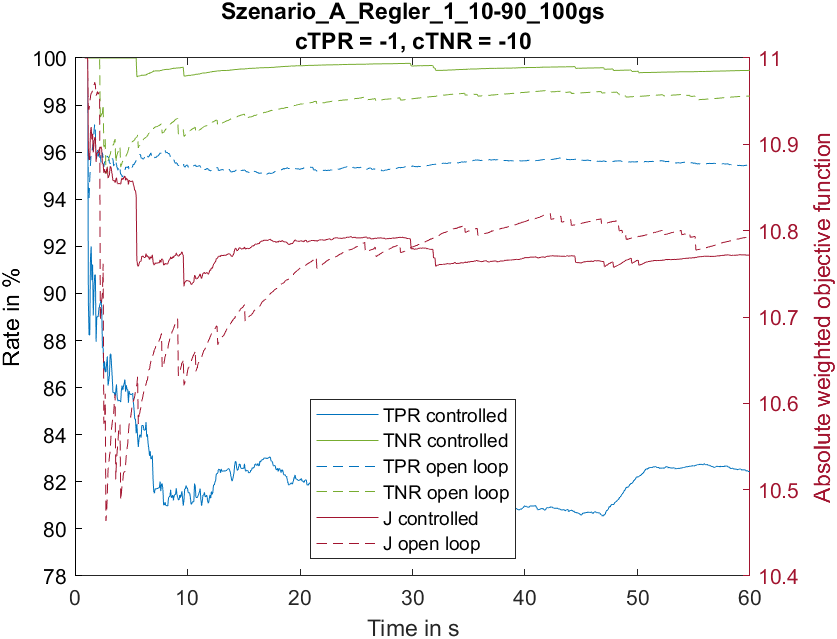 Szenario_A_Regler_1_10-90_100gs
cTPR = -1, cTNR = -10
Rate in %
100
98
96
94
92
90
88
86
84
82
80
78
11
10.9
10.8
10.7
10.6
10.5
10.4
Absolute weighted objective function
TPR controlled
TNR controlled
TPR open loop
TNR open loop
J controlled
J open loop
0 10 20 30 40 50 60
Time in s